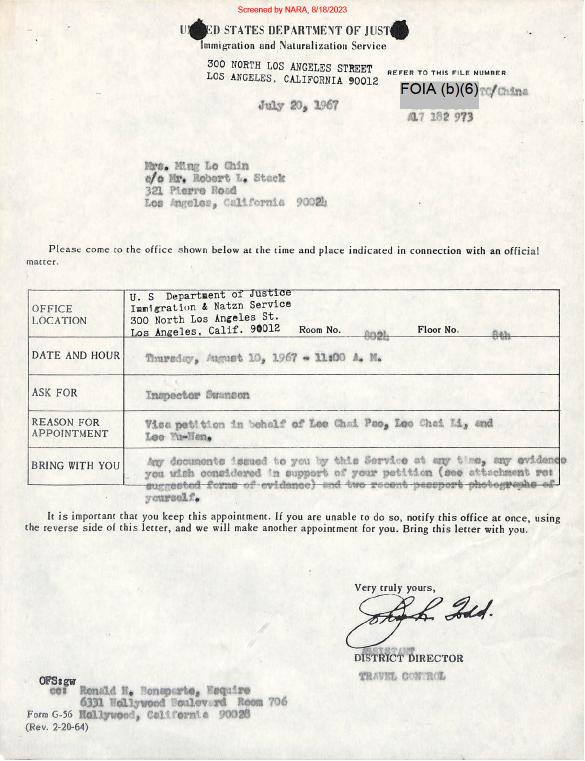 Screened by NARA, 8/18/2023
UNITED STATES DEPARTMENT OF JUST
Immigration and Naturalization Service
300 NORTH LOS ANGELES STREET
LOS ANGELES, CALIFORNIA 90012
REFER TO THIS FILE NUMBER
FOIA (b)(6) TC/China
A17 182 973
July 20, 1967
Mrs. Ming Lo Chin
c/o Mr. Robert L. Stack
321 Pierre Road
Los Angeles, California 90024
Please come to the office shown below at the time and place indicated in connection with an official
matter.
OFFICE LOCATION
U. S Department of Justice
Immigration & Natzn Service
300 North Los Angeles St.
Los Angeles, Calif. 90012 Room No. 8024 Floor No. 8th
DATE AND HOUR Thursday, August 10, 1967 - 11:00 A. M.
ASK FOR Inspector Swanson
REASON FOR APPOINTMENT
Visa petition in behalf of Lee Chai Pao, Lee Chai Li, and
Lee Yu-Han.
BRING WITH YOU Any documents issued to you by this Service at any time, any evidence
you wish considered in support of your petition (see attachment re:
suggested forms of evidence) and two recent passport photographs of
yourself.
It is important that you keep this appointment. If you are unable to do so, notify this office at once, using
the reverse side of this letter, and we will make another appointment for you. Bring this letter with you.
Very truly yours,
ASSISTANT
DISTRICT DIRECTOR
TRAVEL CONTROL
OFS:gw
cc: Ronald H. Bonaparte, Esquire
6331 Hollywood Boulevard Room 706
Form G-56 Hollywood, California 90028
(Rev. 2-20-64)